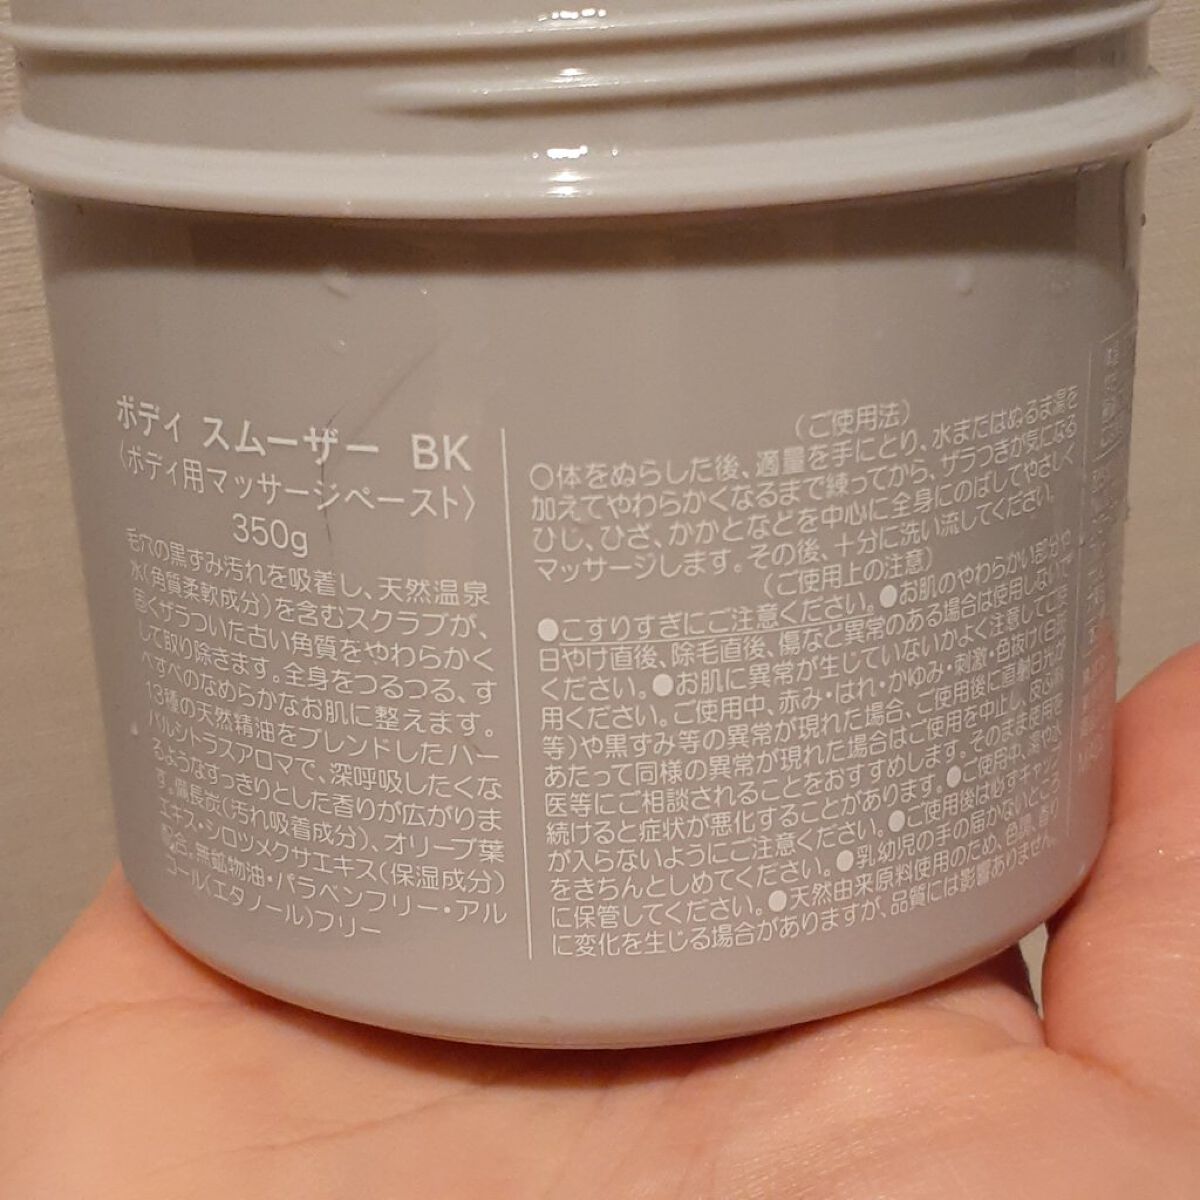 ボディ スムーザー BK
〈ボディ用マッサージペースト〉
350g
毛穴の黒ずみ汚れを吸着し、天然温泉
水(角質柔軟成分)を含むスクラブが、
固くザラついた古い角質をやわらかく
して取り除きます。全身をつるつる、す
べすべのなめらかなお肌に整えます。
13種の天然精油をブレンドしたハー
バルシトラスアロマで、深呼吸したくな
るようなすっきりとした香りが広がりま
す。備長炭(汚れ吸着成分)、オリーブ葉
エキス・シロツメクサエキス(保湿成分)
配合。無鉱物油・パラベンフリー・アル
コール(エタノール)フリー
(ご使用法)
○体をぬらした後、適量を手にとり、水またはぬるま湯を
加えてやわらかくなるまで練ってから、ザラつきが気になる
ひじ、ひざ、かかとなどを中心に全身にのばしてやさしく
マッサージします。その後、十分に洗い流してください。
(ご使用上の注意)
●こすりすぎにご注意ください。●お肌のやわらかい部分や
日やけ直後、除毛直後、傷など異常のある場合は使用しないで
ください。●お肌に異常が生じていないかよく注意してご使
用ください。ご使用中、赤み・はれ・かゆみ・刺激・色抜け(白斑
等)や黒ずみ等の異常が現れた場合、ご使用後に直射日光が
あたって同様の異常が現れた場合はご使用を中止し、皮ふ科
医等にご相談されることをおすすめします。そのまま使用を
続けると症状が悪化することがあります。●ご使用中、湯や水
が入らないようにご注意ください。●ご使用後は必ずキャップ
をきちんとしめてください。●乳幼児の手の届かないところ
に保管してください。●天然由来原料使用のため、色調、香り
に変化を生じる場合がありますが、品質には影響ありません。